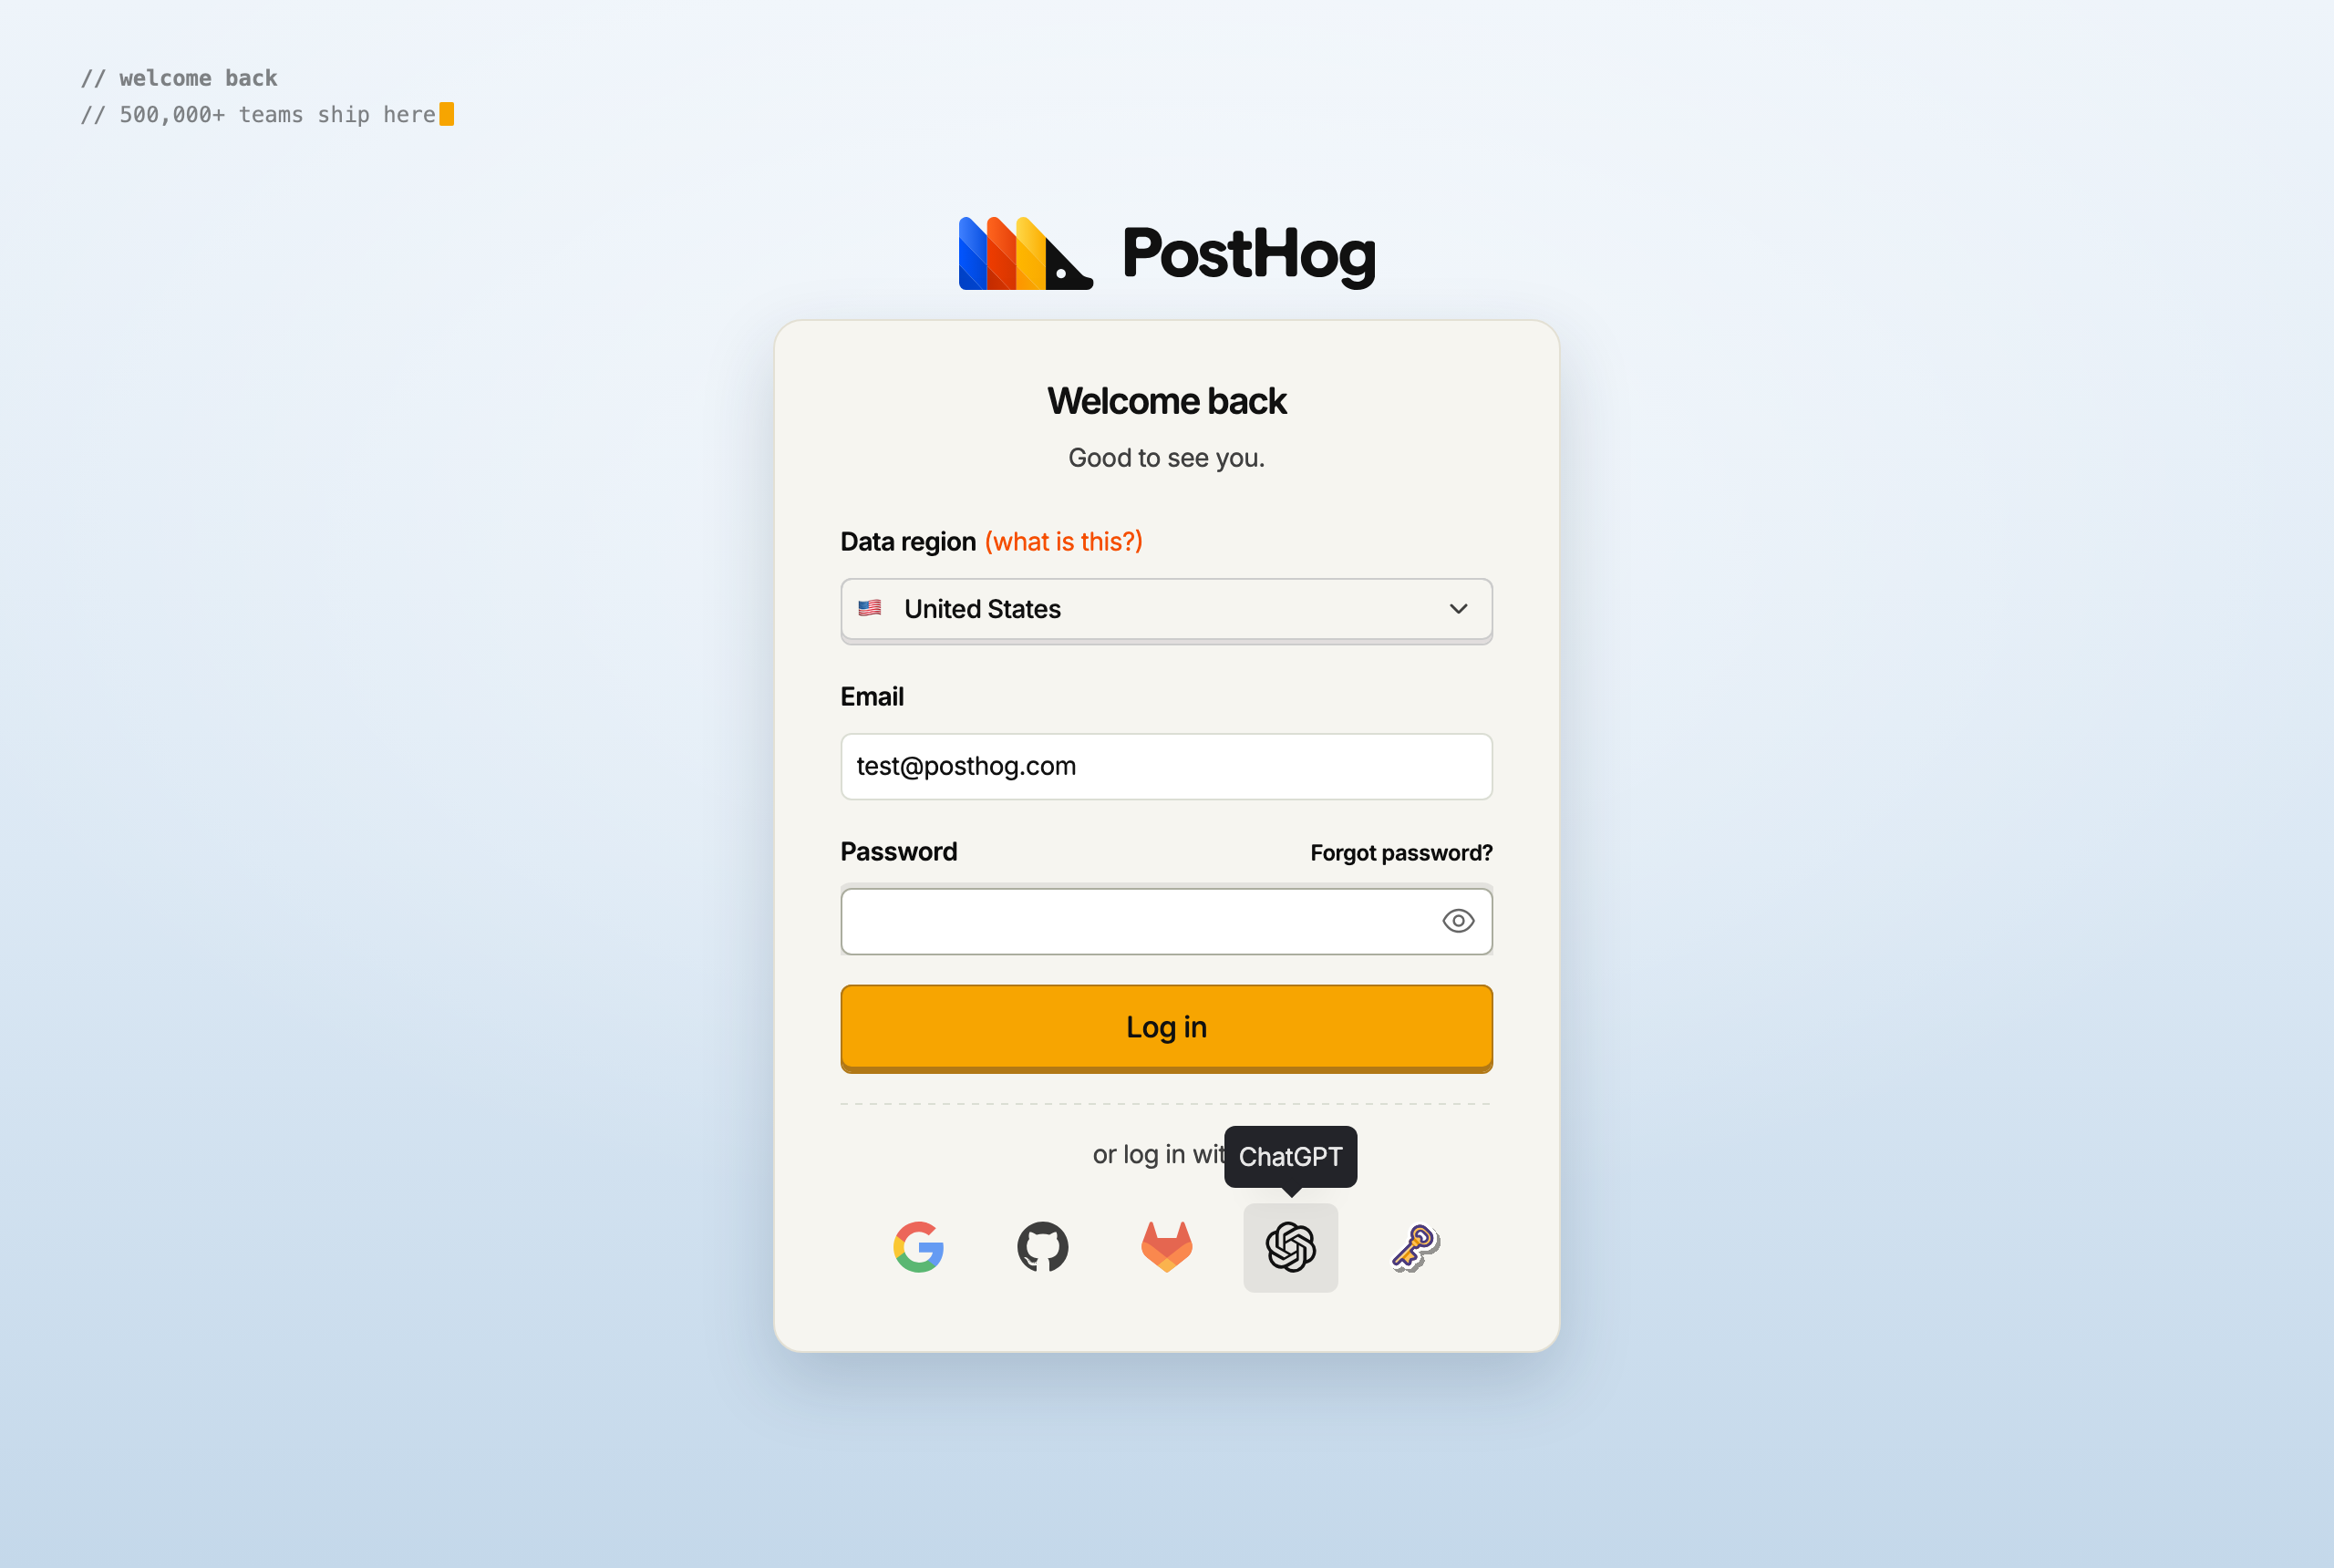 // welcome back
// 500,000+ teams ship here
PostHog
Welcome back
Good to see you.
Data region (what is this?)
United States
Email
test@posthog.com
Password Forgot password?
Log in
or log in wit
ChatGPT